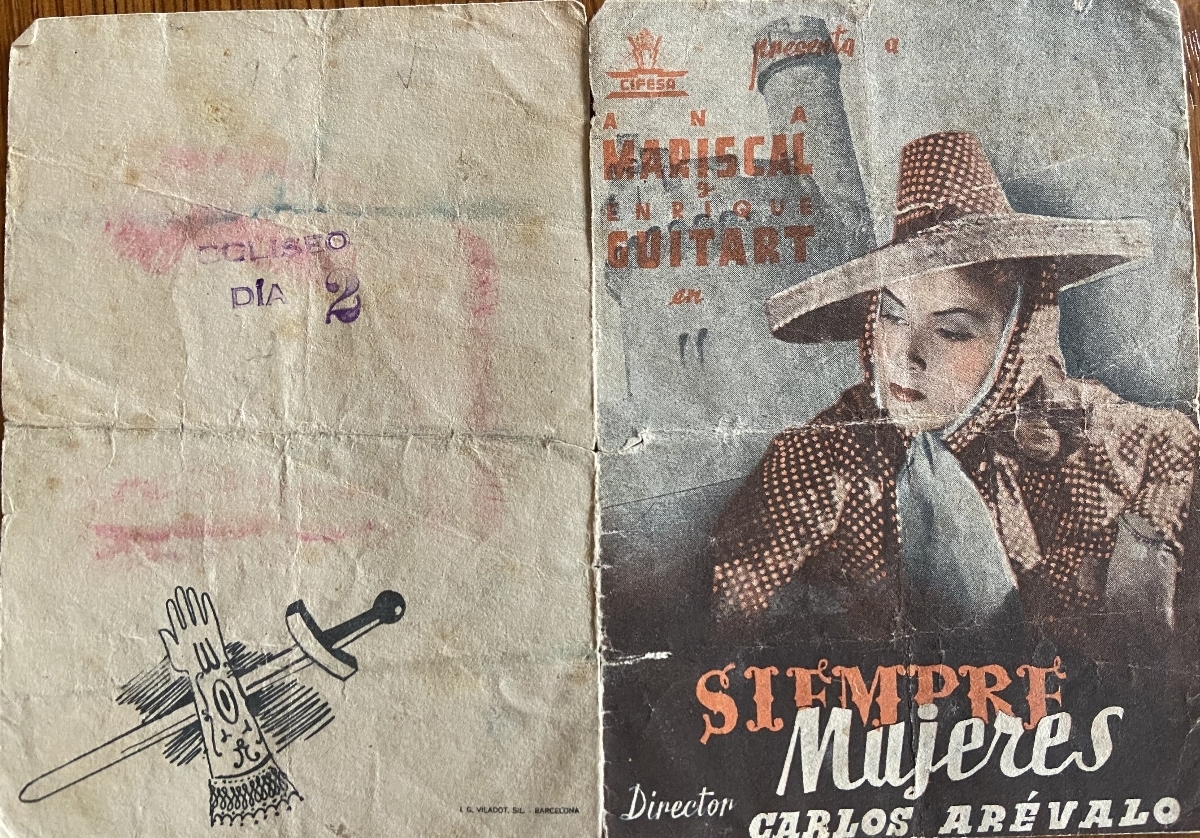 COLISEO
DÍA 2
I. G. VILADOT, S.L. - BARCELONA
CIFESA
presenta a
ANA
MARISCAL
y
ENRIQUE
GUITART
en
SIEMPRE
Mujeres
Director
CARLOS ARÉVALO